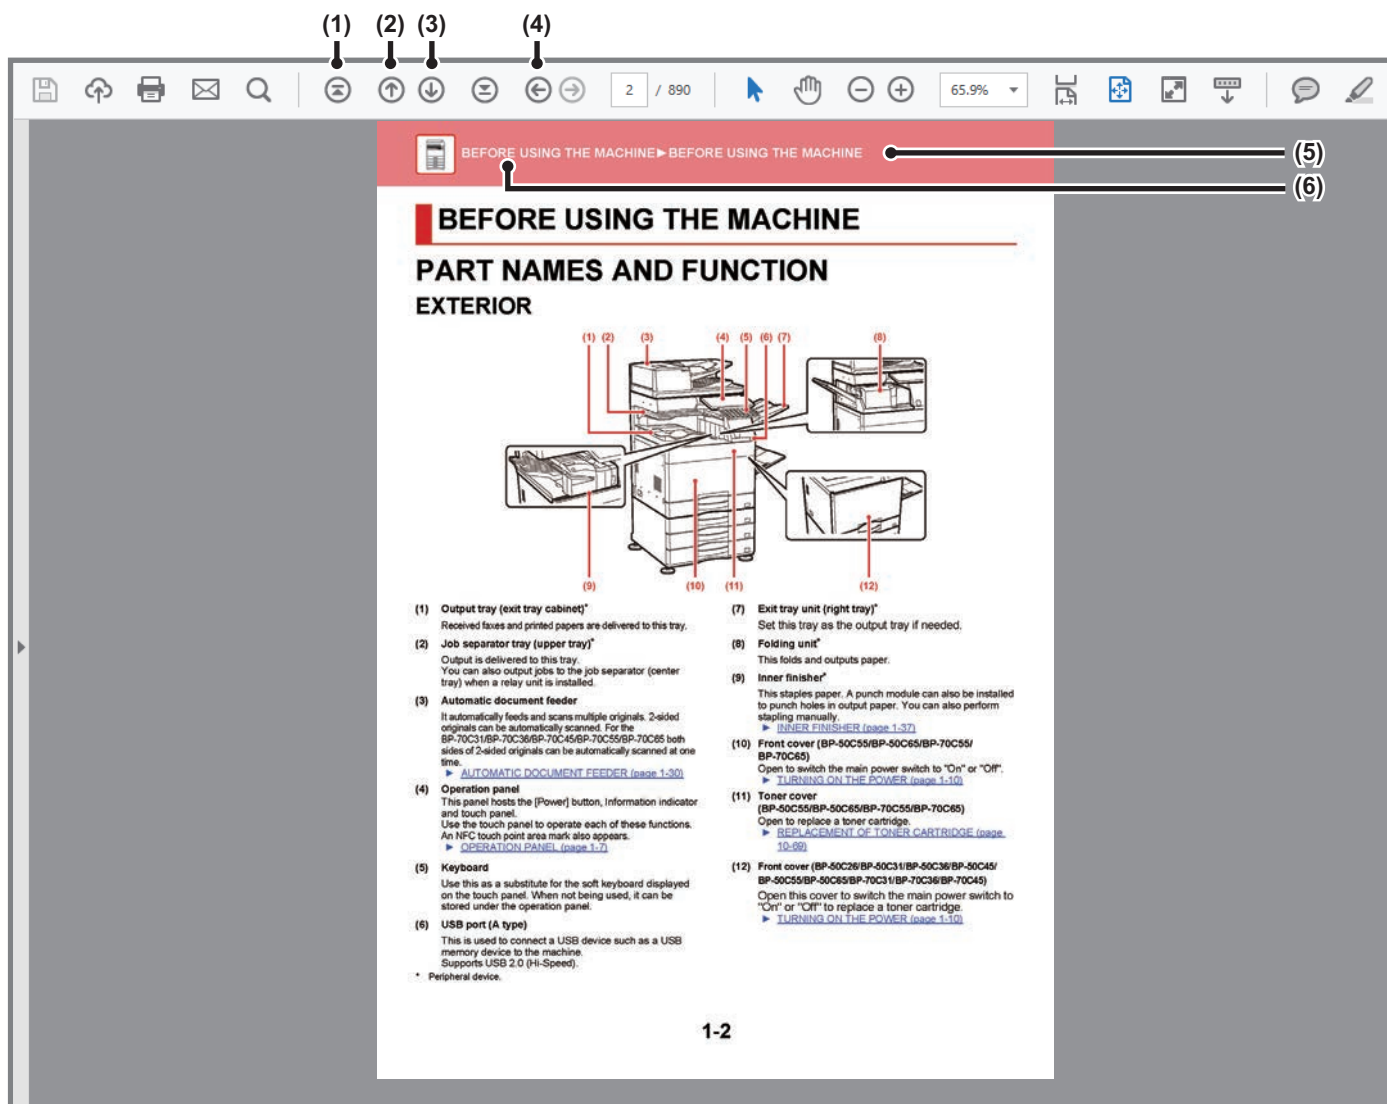 (1) (2) (3) (4)
2 / 890 65.9%
BEFORE USING THE MACHINE►BEFORE USING THE MACHINE
(5)
(6)
BEFORE USING THE MACHINE
PART NAMES AND FUNCTION
EXTERIOR
(1) (2) (3) (4) (5) (6) (7) (8)
(9) (10) (11) (12)
(1) Output tray (exit tray cabinet)*
Received faxes and printed papers are delivered to this tray.
(2) Job separator tray (upper tray)*
Output is delivered to this tray.
You can also output jobs to the job separator (center
tray) when a relay unit is installed.
(3) Automatic document feeder
It automatically feeds and scans multiple originals. 2-sided
originals can be automatically scanned. For the
BP-70C31/BP-70C36/BP-70C45/BP-70C55/BP-70C65 both
sides of 2-sided originals can be automatically scanned at one
time.
► AUTOMATIC DOCUMENT FEEDER (page 1-30)
(4) Operation panel
This panel hosts the [Power] button, Information indicator
and touch panel.
Use the touch panel to operate each of these functions.
An NFC touch point area mark also appears.
► OPERATION PANEL (page 1-7)
(5) Keyboard
Use this as a substitute for the soft keyboard displayed
on the touch panel. When not being used, it can be
stored under the operation panel.
(6) USB port (A type)
This is used to connect a USB device such as a USB
memory device to the machine.
Supports USB 2.0 (Hi-Speed).
* Peripheral device.
(7) Exit tray unit (right tray)*
Set this tray as the output tray if needed.
(8) Folding unit*
This folds and outputs paper.
(9) Inner finisher*
This staples paper. A punch module can also be installed
to punch holes in output paper. You can also perform
stapling manually.
► INNER FINISHER (page 1-37)
(10) Front cover (BP-50C55/BP-50C65/BP-70C55/
BP-70C65)
Open to switch the main power switch to "On" or "Off".
► TURNING ON THE POWER (page 1-10)
(11) Toner cover
(BP-50C55/BP-50C65/BP-70C55/BP-70C65)
Open to replace a toner cartridge.
► REPLACEMENT OF TONER CARTRIDGE (page
10-69)
(12) Front cover (BP-50C26/BP-50C31/BP-50C36/BP-50C45/
BP-50C55/BP-50C65/BP-70C31/BP-70C36/BP-70C45)
Open this cover to switch the main power switch to
"On" or "Off" to replace a toner cartridge.
► TURNING ON THE POWER (page 1-10)
1-2